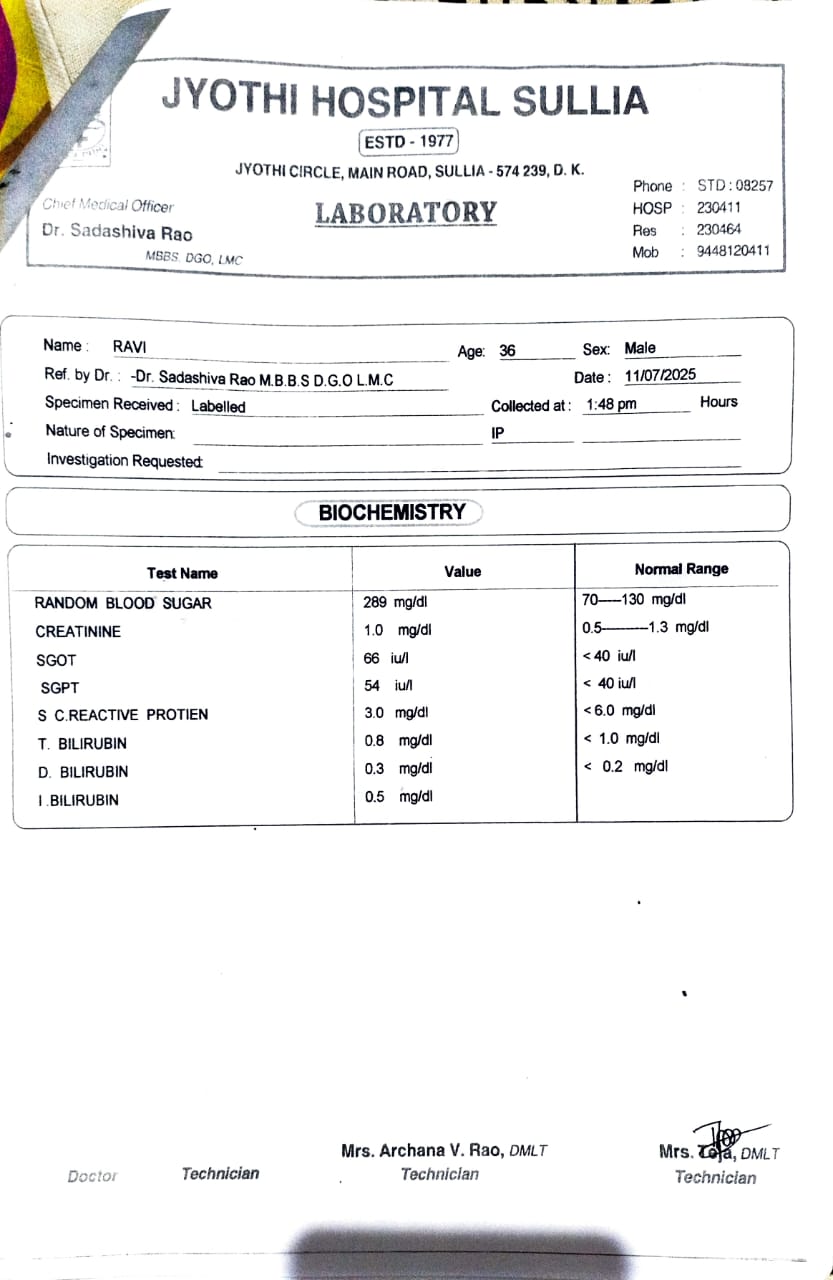 JYOTHI HOSPITAL SULLIA
ESTD - 1977
JYOTHI CIRCLE, MAIN ROAD, SULLIA - 574 239, D. K.
Chief Medical Officer
Dr. Sadashiva Rao
MBBS. DGO, LMC
LABORATORY
Phone : STD : 08257
HOSP : 230411
Res : 230464
Mob : 9448120411
Name : RAVI Age: 36 Sex: Male
Ref. by Dr. : -Dr. Sadashiva Rao M.B.B.S D.G.O L.M.C Date : 11/07/2025
Specimen Received : Labelled Collected at : 1:48 pm Hours
Nature of Specimen: IP
Investigation Requested:
BIOCHEMISTRY
Test Name Value Normal Range
RANDOM BLOOD SUGAR 289 mg/dl 70-----130 mg/dl
CREATININE 1.0 mg/dl 0.5---------1.3 mg/dl
SGOT 66 iu/l < 40 iu/l
SGPT 54 iu/l < 40 iu/l
S C.REACTIVE PROTIEN 3.0 mg/dl < 6.0 mg/dl
T. BILIRUBIN 0.8 mg/dl < 1.0 mg/dl
D. BILIRUBIN 0.3 mg/dl < 0.2 mg/dl
I .BILIRUBIN 0.5 mg/dl
Doctor
Technician
Mrs. Archana V. Rao, DMLT
Technician
Mrs. DMLT
Technician